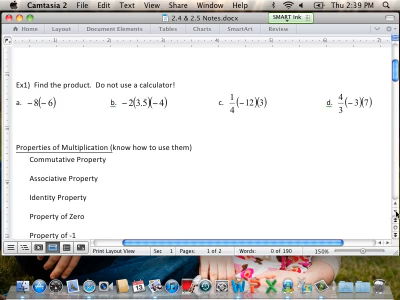 Camtasia 2 File Edit View Share Window Help Thu 2:39 PM
2.4 & 2.5 Notes.docx
SMART Ink
Home Layout Document Elements Tables Charts SmartArt Review
Ex1) Find the product. Do not use a calculator!
a. −8(−6) b. −2(3.5)(−4) c. 1/4(−12)(3) d. 4/3(−3)(7)
Properties of Multiplication (know how to use them)
Commutative Property
Associative Property
Identity Property
Property of Zero
Property of -1
Print Layout View Sec 1 Pages: 1 of 2 Words: 0 of 190 150%